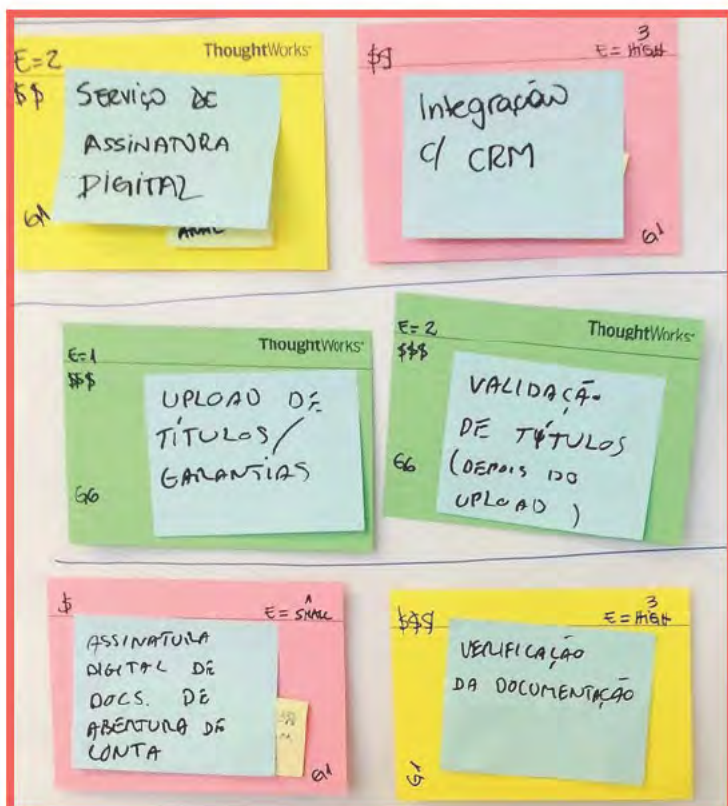 E=2
ThoughtWorks
$$
SERVIÇO DE
ASSINATURA
DIGITAL
G1
$$
3
E = HIGH
Integração
c/ CRM
G1
E=1
ThoughtWorks
$$$
UPLOAD DE
TÍTULOS/
GARANTIAS
G6
E=2
ThoughtWorks
$$$
VALIDAÇÃO
DE TÍTULOS
(DEPOIS DO
UPLOAD)
G6
$
1
E = SMALL
ASSINATURA
DIGITAL DE
DOCS. DE
ABERTURA DE
CONTA
G1
$$$
3
E = HIGH
VERIFICAÇÃO
DA DOCUMENTAÇÃO
G1